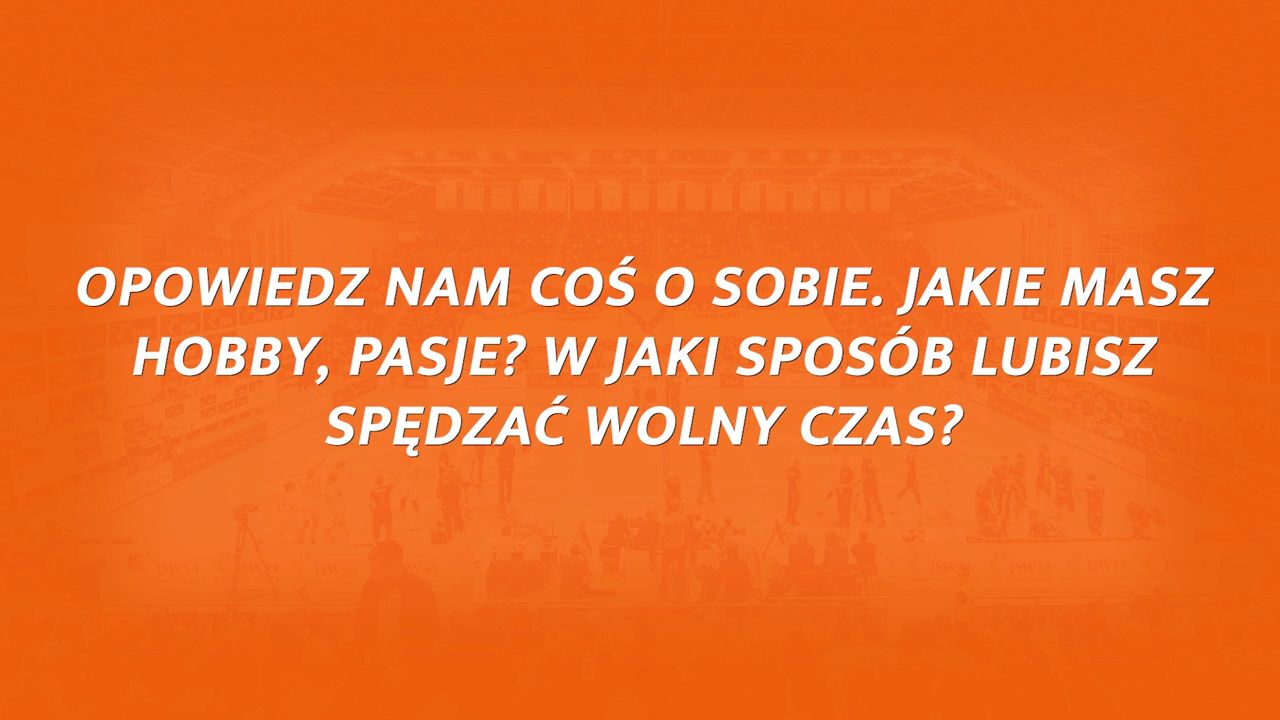 OPOWIEDZ NAM COŚ O SOBIE. JAKIE MASZ
HOBBY, PASJE? W JAKI SPOSÓB LUBISZ
SPĘDZAĆ WOLNY CZAS?